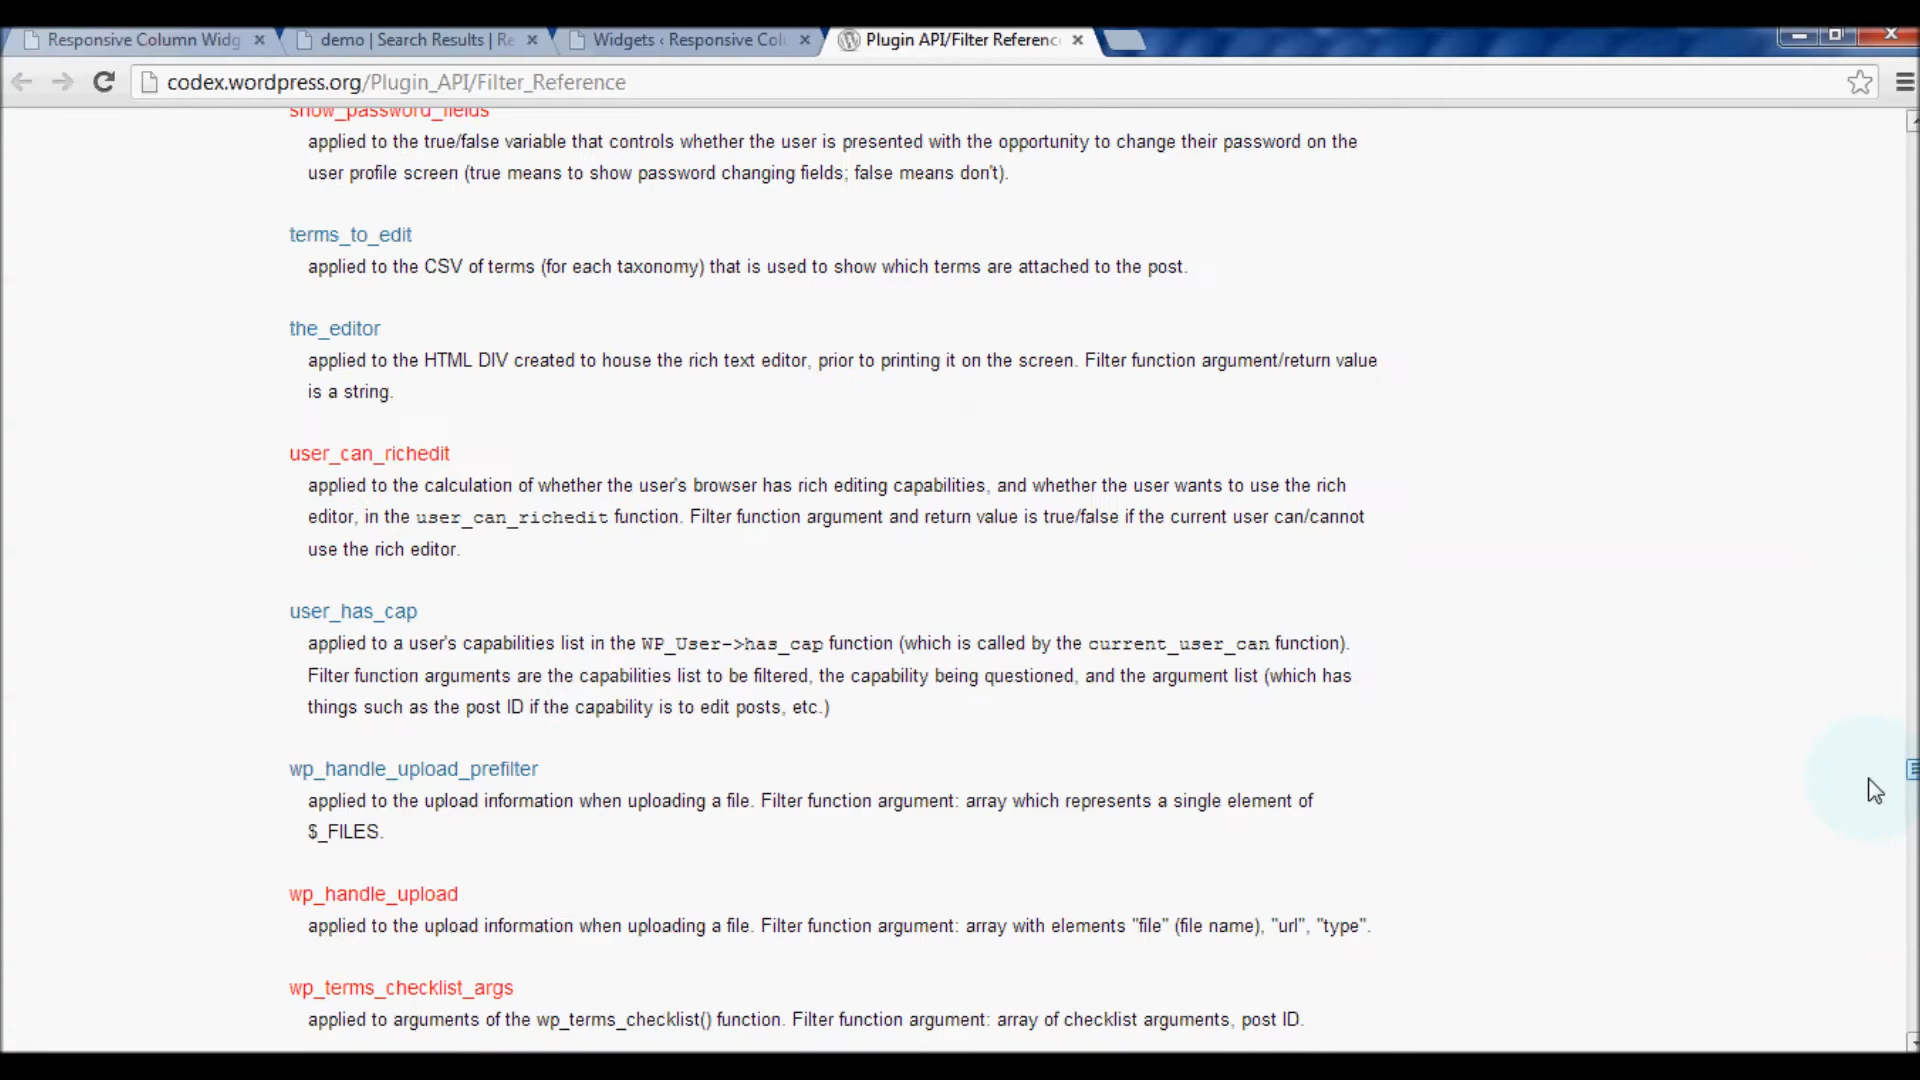 Responsive Column Widg
demo | Search Results | Re
Widgets ‹ Responsive Col
Plugin API/Filter Referenc
codex.wordpress.org/Plugin_API/Filter_Reference
show_password_fields
applied to the true/false variable that controls whether the user is presented with the opportunity to change their password on the
user profile screen (true means to show password changing fields; false means don't).
terms_to_edit
applied to the CSV of terms (for each taxonomy) that is used to show which terms are attached to the post.
the_editor
applied to the HTML DIV created to house the rich text editor, prior to printing it on the screen. Filter function argument/return value
is a string.
user_can_richedit
applied to the calculation of whether the user's browser has rich editing capabilities, and whether the user wants to use the rich
editor, in the user_can_richedit function. Filter function argument and return value is true/false if the current user can/cannot
use the rich editor.
user_has_cap
applied to a user's capabilities list in the WP_User->has_cap function (which is called by the current_user_can function).
Filter function arguments are the capabilities list to be filtered, the capability being questioned, and the argument list (which has
things such as the post ID if the capability is to edit posts, etc.)
wp_handle_upload_prefilter
applied to the upload information when uploading a file. Filter function argument: array which represents a single element of
$_FILES.
wp_handle_upload
applied to the upload information when uploading a file. Filter function argument: array with elements "file" (file name), "url", "type".
wp_terms_checklist_args
applied to arguments of the wp_terms_checklist() function. Filter function argument: array of checklist arguments, post ID.